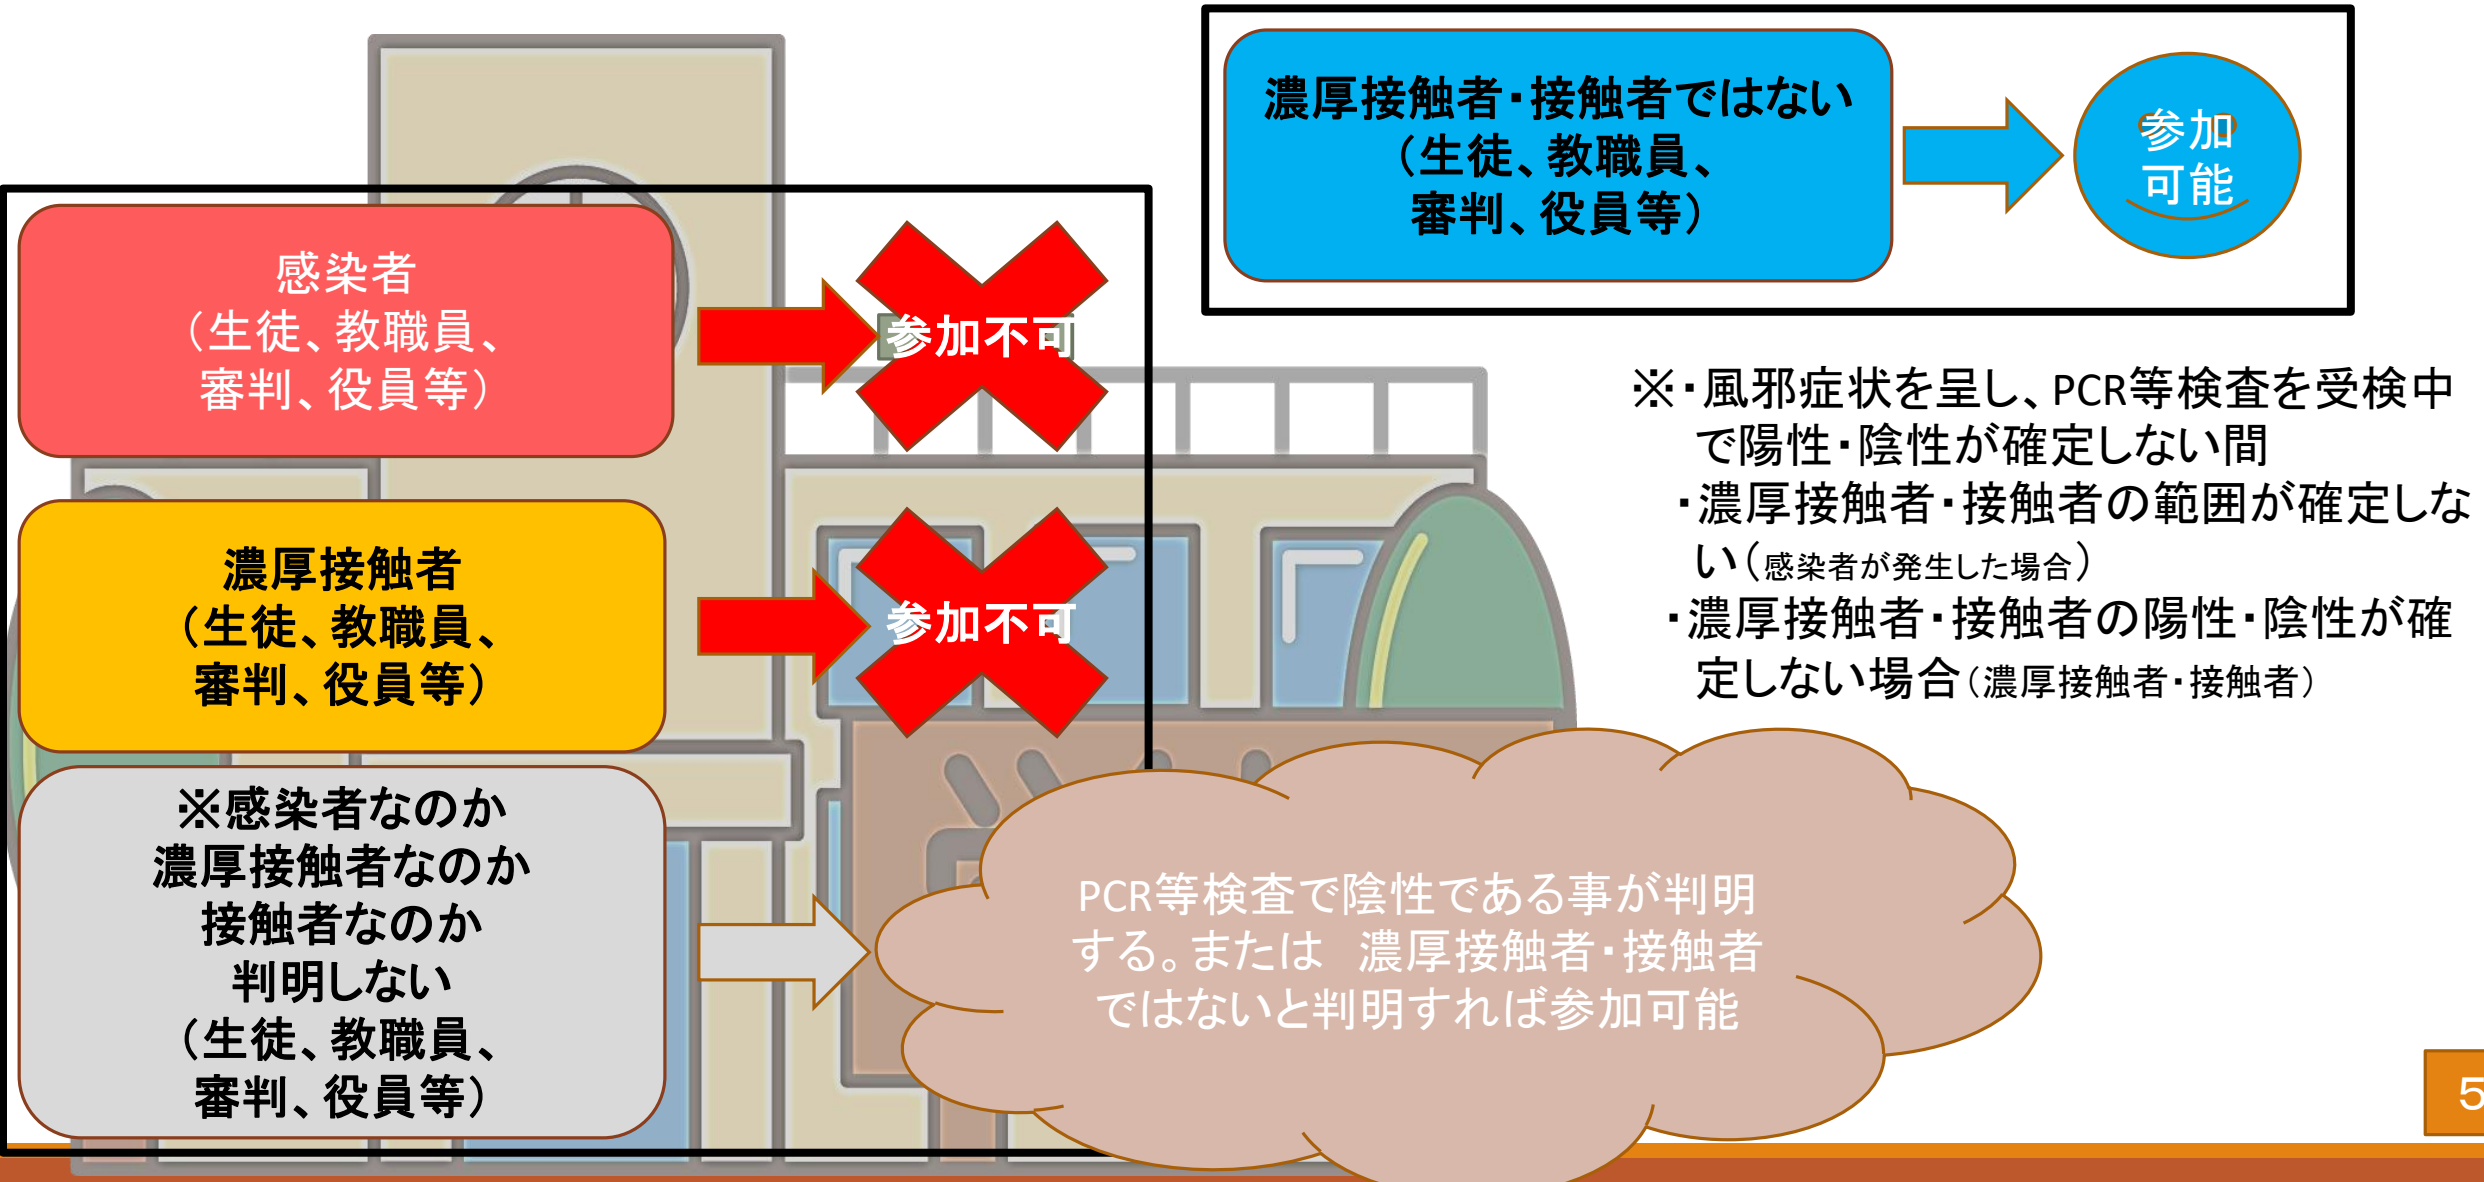 濃厚接触者・接触者ではない
（生徒、教職員、
審判、役員等）
参加
可能
感染者
（生徒、教職員、
審判、役員等）
参加不可
濃厚接触者
（生徒、教職員、
審判、役員等）
参加不可
※感染者なのか
濃厚接触者なのか
接触者なのか
判明しない
（生徒、教職員、
審判、役員等）
PCR等検査で陰性である事が判明
する。または　濃厚接触者・接触者
ではないと判明すれば参加可能
※・風邪症状を呈し、PCR等検査を受検中
で陽性・陰性が確定しない間
・濃厚接触者・接触者の範囲が確定しな
い（感染者が発生した場合）
・濃厚接触者・接触者の陽性・陰性が確
定しない場合（濃厚接触者・接触者）
5